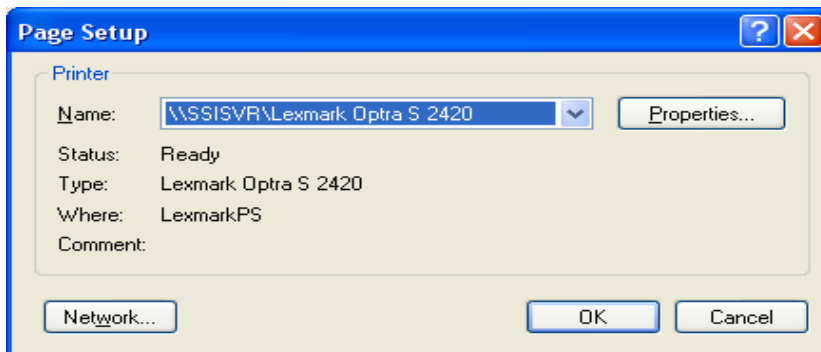 Page Setup
Printer
Name: \\SSISVR\Lexmark Optra S 2420 Properties...
Status: Ready
Type: Lexmark Optra S 2420
Where: LexmarkPS
Comment:
Network... OK Cancel